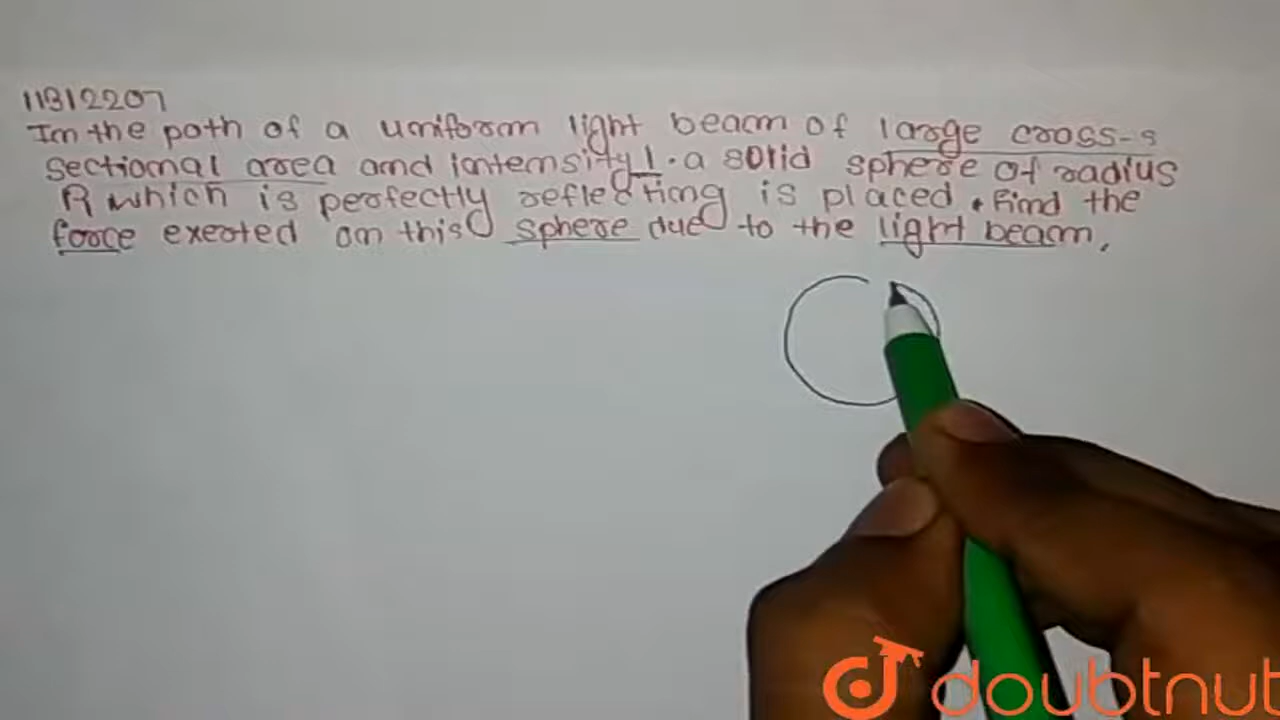 11312207
In the path of a uniform light beam of large cross-s
sectional area and intensity I. a solid sphere of radius
R which is perfectly reflecting is placed. Find the
force exerted on this sphere due to the light beam.
doubtnut